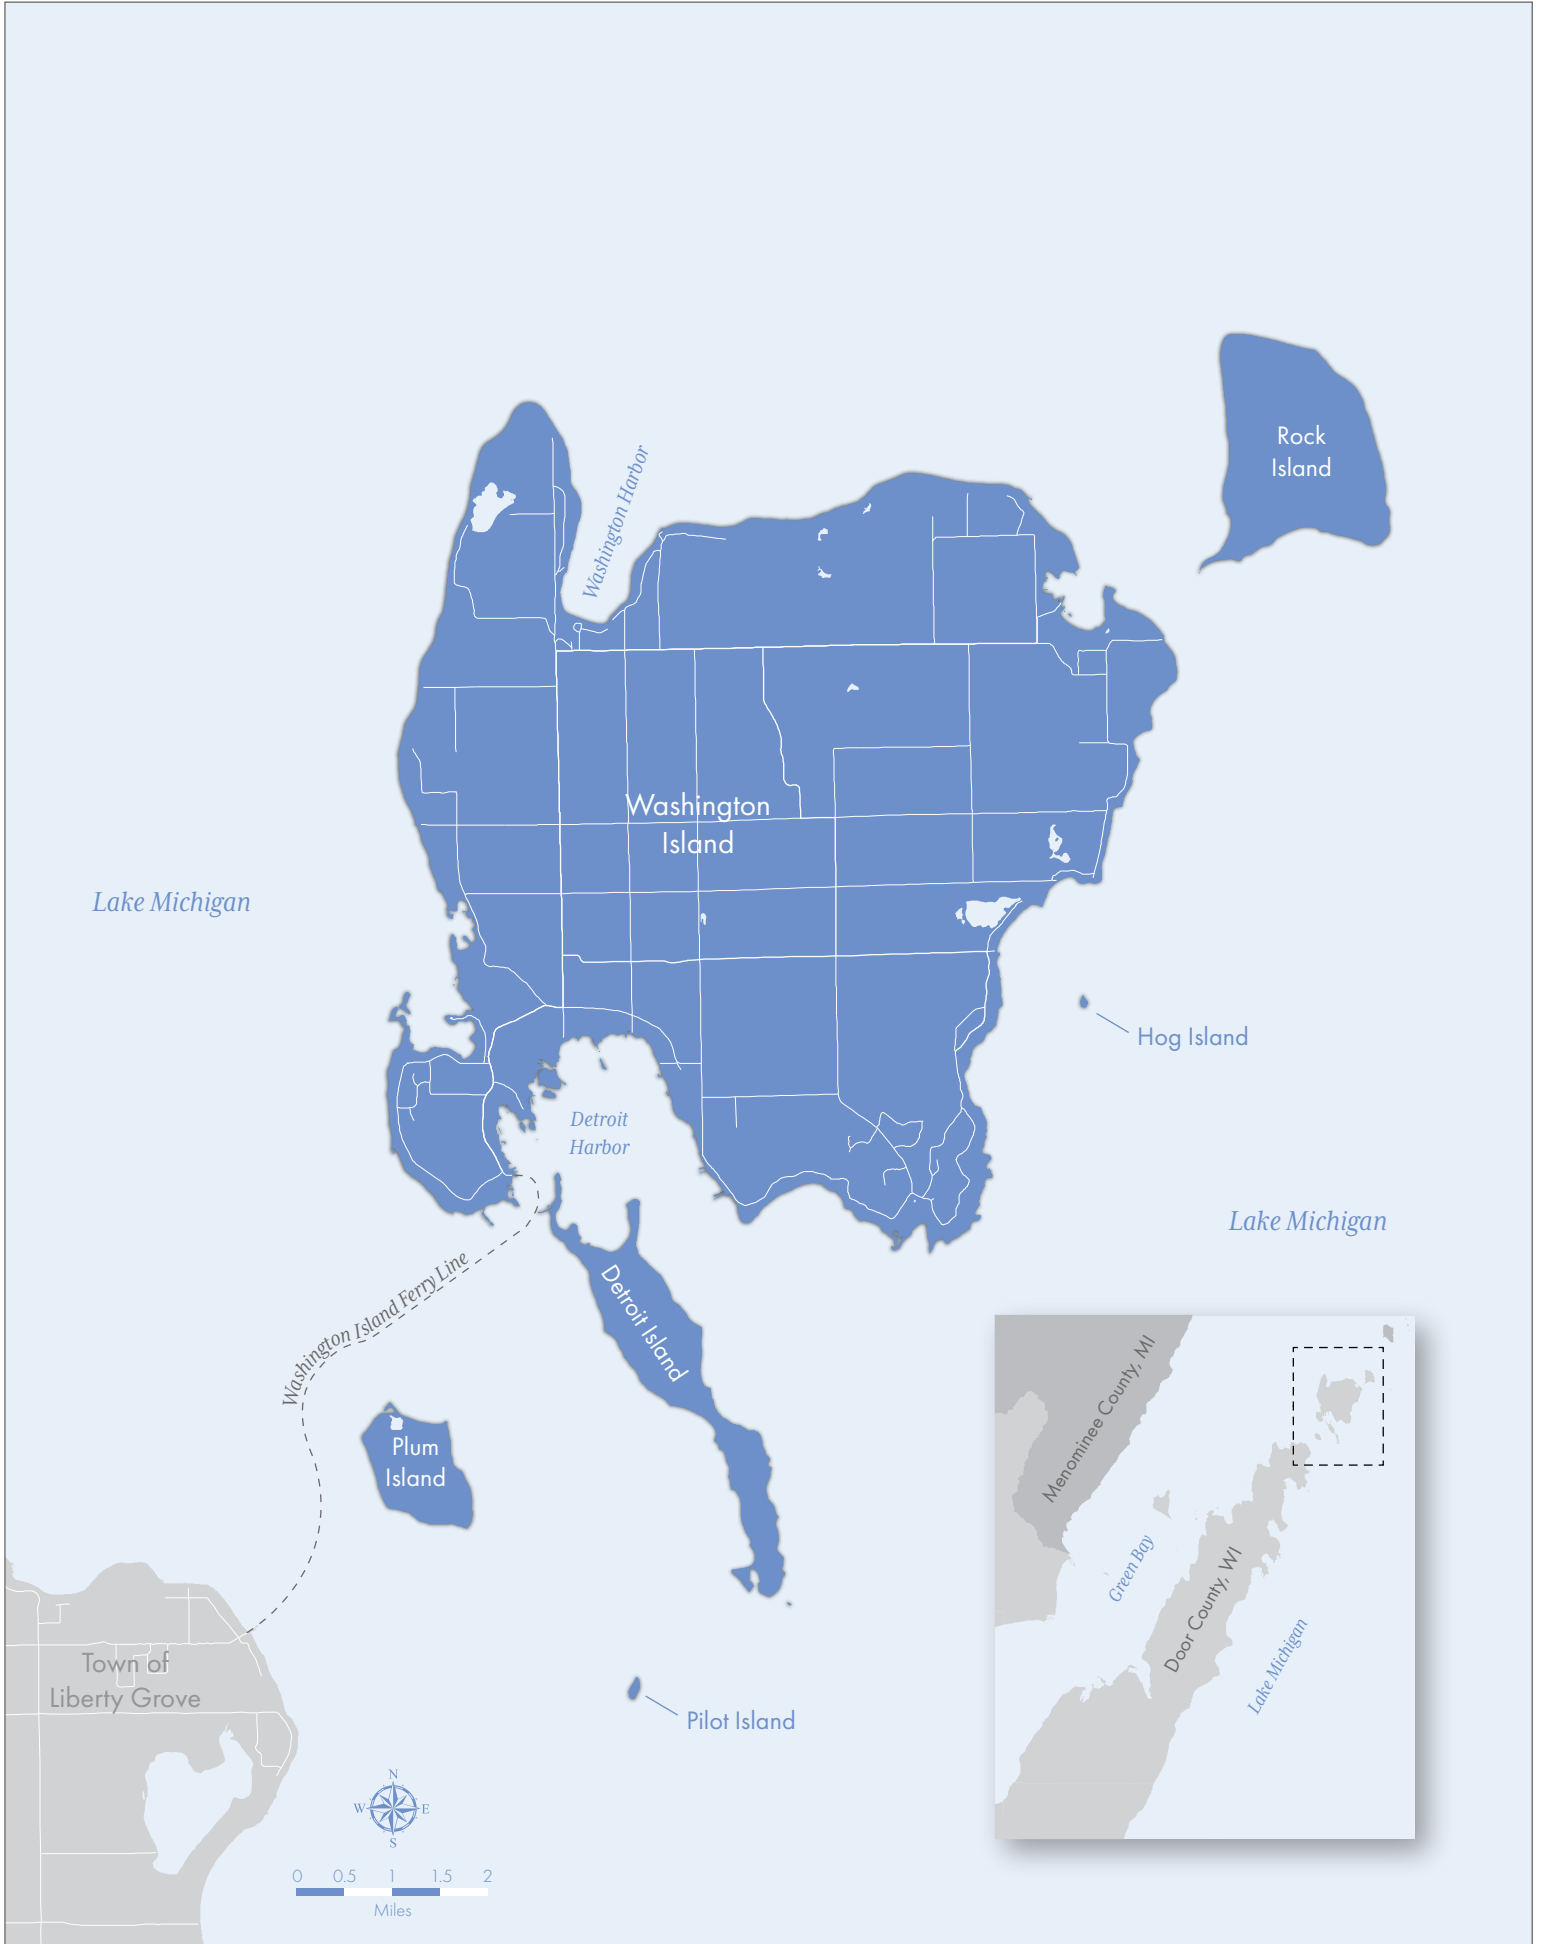 Rock
Island
Washington Harbor
Washington
Island
Lake Michigan
Hog Island
Detroit
Harbor
Lake Michigan
Washington Island Ferry Line
Detroit Island
Plum
Island
Town of
Liberty Grove
Pilot Island
N
W
E
S
0 0.5 1 1.5 2
Miles
Menominee County, MI
Green Bay
Door County, WI
Lake Michigan